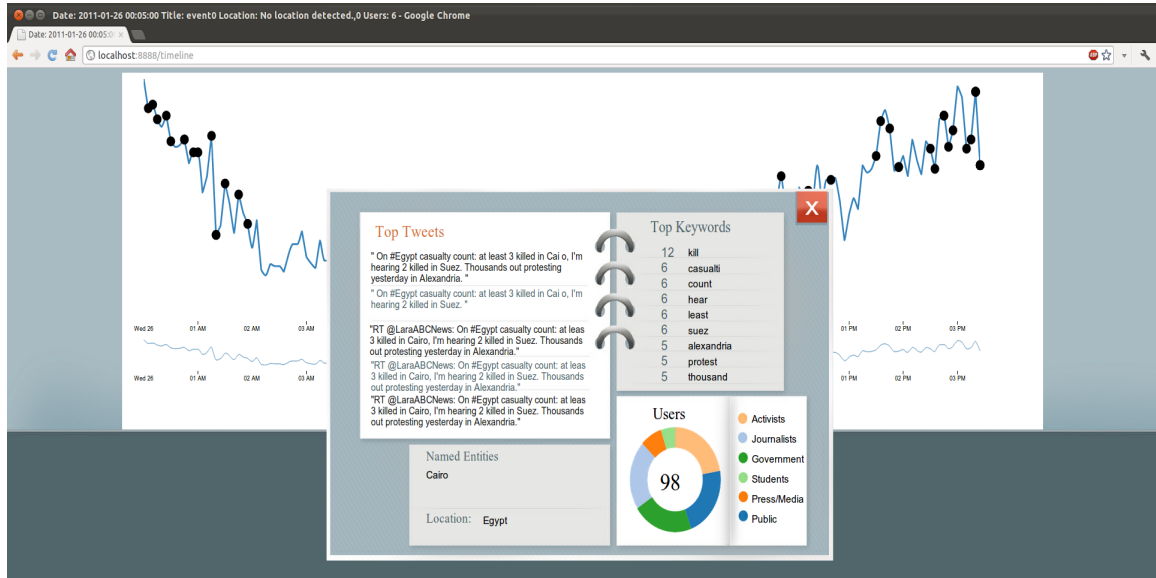 Date: 2011-01-26 00:05:00 Title: event0 Location: No location detected.,0 Users: 6 - Google Chrome
Date: 2011-01-26 00:05:0
localhost:8888/timeline
ABP
X
Top Tweets
" On #Egypt casualty count: at least 3 killed in Cai o, I'm
hearing 2 killed in Suez. Thousands out protesting
yesterday in Alexandria. "
" On #Egypt casualty count: at least 3 killed in Cai o, I'm
hearing 2 killed in Suez. "
"RT @LaraABCNews: On #Egypt casualty count: at leas
3 killed in Cairo, I'm hearing 2 killed in Suez. Thousands
out protesting yesterday in Alexandria."
"RT @LaraABCNews: On #Egypt casualty count: at leas
3 killed in Cairo, I'm hearing 2 killed in Suez. Thousands
out protesting yesterday in Alexandria."
"RT @LaraABCNews: On #Egypt casualty count: at leas
3 killed in Cairo, I'm hearing 2 killed in Suez. Thousands
out protesting yesterday in Alexandria."
Top Keywords
12 kill
6 casualti
6 count
6 hear
6 least
6 suez
5 alexandria
5 protest
5 thousand
Wed 26 01 AM 02 AM 03 AM 01 PM 02 PM 03 PM
Wed 26 01 AM 02 AM 03 AM 01 PM 02 PM 03 PM
Named Entities
Cairo
Location: Egypt
Users
98
Activists
Journalists
Government
Students
Press/Media
Public